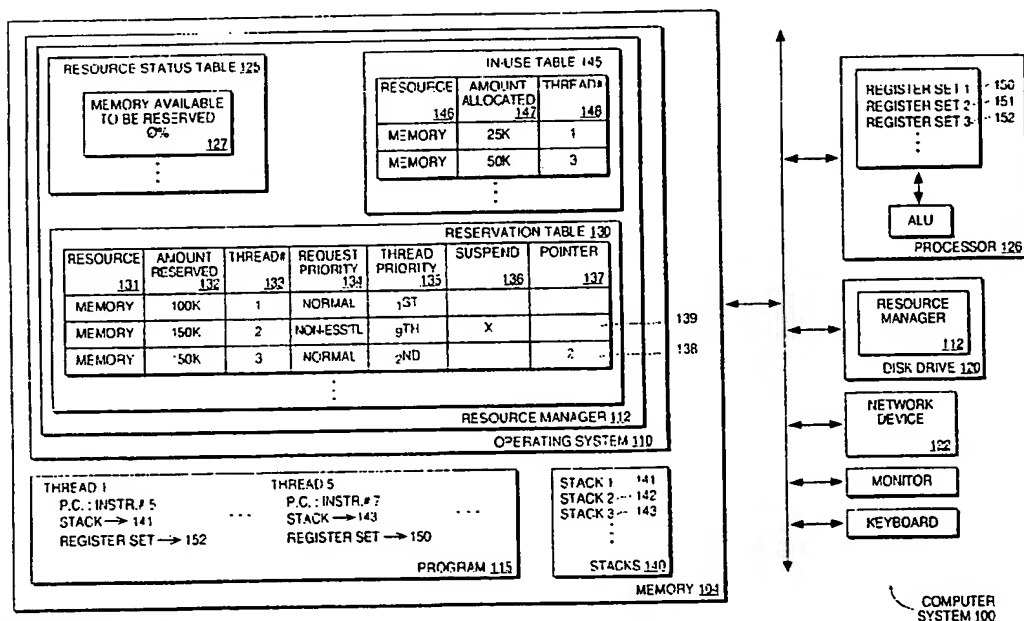 RESOURCE STATUS TABLE 125
MEMORY AVAILABLE
TO BE RESERVED
0%
127
IN-USE TABLE 145
RESOURCE 146 AMOUNT ALLOCATED 147 THREAD# 148
MEMORY 25K 1
MEMORY 50K 3
RESERVATION TABLE 130
RESOURCE 131 AMOUNT RESERVED 132 THREAD# 133 REQUEST PRIORITY 134 THREAD PRIORITY 135 SUSPEND 136 POINTER 137
MEMORY 100K 1 NORMAL 1ST
MEMORY 150K 2 NON-ESS'TL 9TH X
139
MEMORY 150K 3 NORMAL 2ND 2
138
RESOURCE MANAGER 112
OPERATING SYSTEM 110
THREAD 1
P.C. : INSTR.# 5
STACK → 141
REGISTER SET → 152
...
THREAD 5
P.C. : INSTR.# 7
STACK → 143
REGISTER SET → 150
...
PROGRAM 115
STACK 1 141
STACK 2 142
STACK 3 143
STACKS 140
MEMORY 104
REGISTER SET 1 150
REGISTER SET 2 151
REGISTER SET 3 152
ALU
PROCESSOR 126
RESOURCE
MANAGER
112
DISK DRIVE 120
NETWORK
DEVICE
122
MONITOR
KEYBOARD
COMPUTER
SYSTEM 100